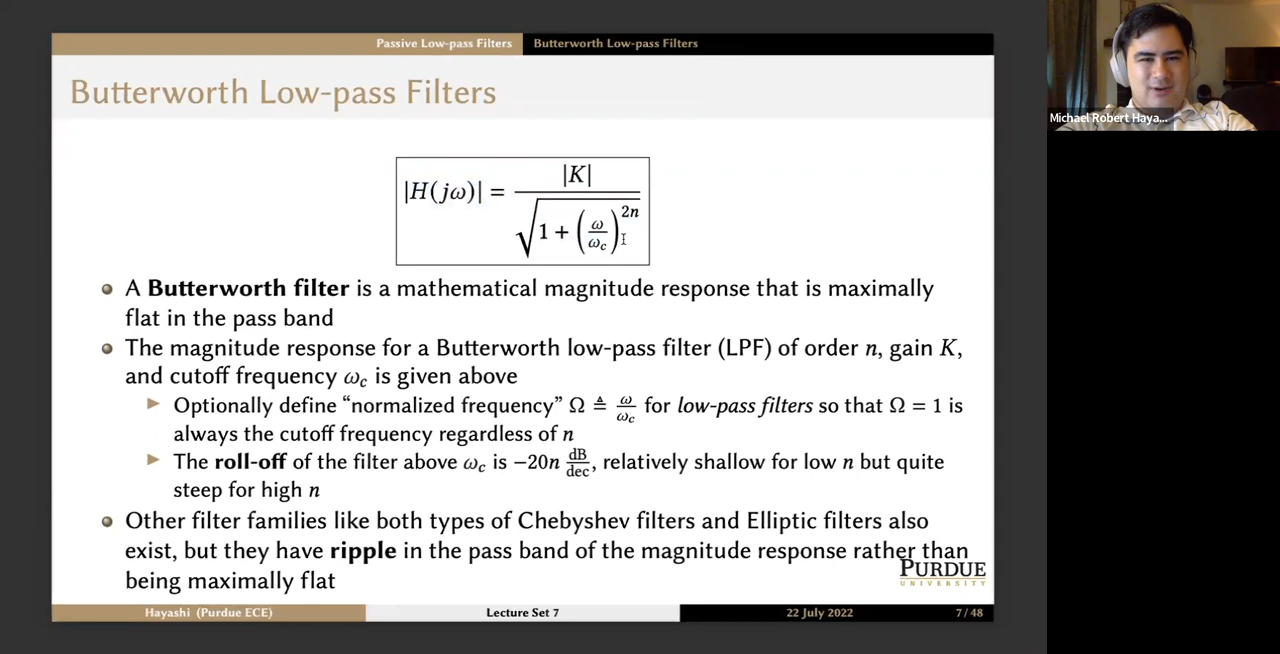 Passive Low-pass Filters Butterworth Low-pass Filters
Butterworth Low-pass Filters
|H(jω)| = |K| / √(1 + (ω/ω_c)^{2n})
A Butterworth filter is a mathematical magnitude response that is maximally
flat in the pass band
The magnitude response for a Butterworth low-pass filter (LPF) of order n, gain K,
and cutoff frequency ω_c is given above
Optionally define “normalized frequency” Ω ≜ ω/ω_c for low-pass filters so that Ω = 1 is
always the cutoff frequency regardless of n
The roll-off of the filter above ω_c is −20n dB/dec, relatively shallow for low n but quite
steep for high n
Other filter families like both types of Chebyshev filters and Elliptic filters also
exist, but they have ripple in the pass band of the magnitude response rather than
being maximally flat
PURDUE
UNIVERSITY
Hayashi (Purdue ECE) Lecture Set 7 22 July 2022 7 / 48
Michael Robert Haya...